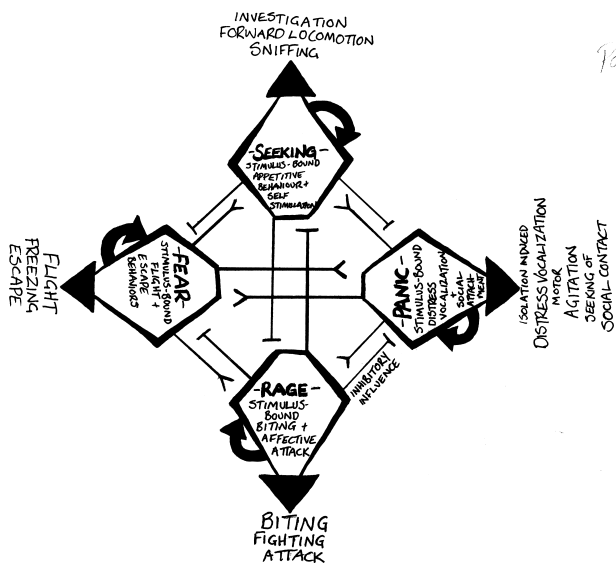 INVESTIGATION
FORWARD LOCOMOTION
SNIFFING
-SEEKING-
STIMULUS-BOUND
APPETITIVE
BEHAVIOUR +
SELF
STIMULATION
FLIGHT
FREEZING
ESCAPE
-FEAR-
STIMULUS-BOUND
FLIGHT +
ESCAPE
BEHAVIORS
-PANIC-
STIMULUS-BOUND
DISTRESS
VOCALIZATION
+
SOCIAL
ATTACH-
MENT
ISOLATION INDUCED
DISTRESS VOCALIZATION
MOTOR
AGITATION
SEEKING OF
SOCIAL CONTACT
-RAGE-
STIMULUS-
BOUND
BITING +
AFFECTIVE
ATTACK
INHIBITORY
INFLUENCE
BITING
FIGHTING
ATTACK